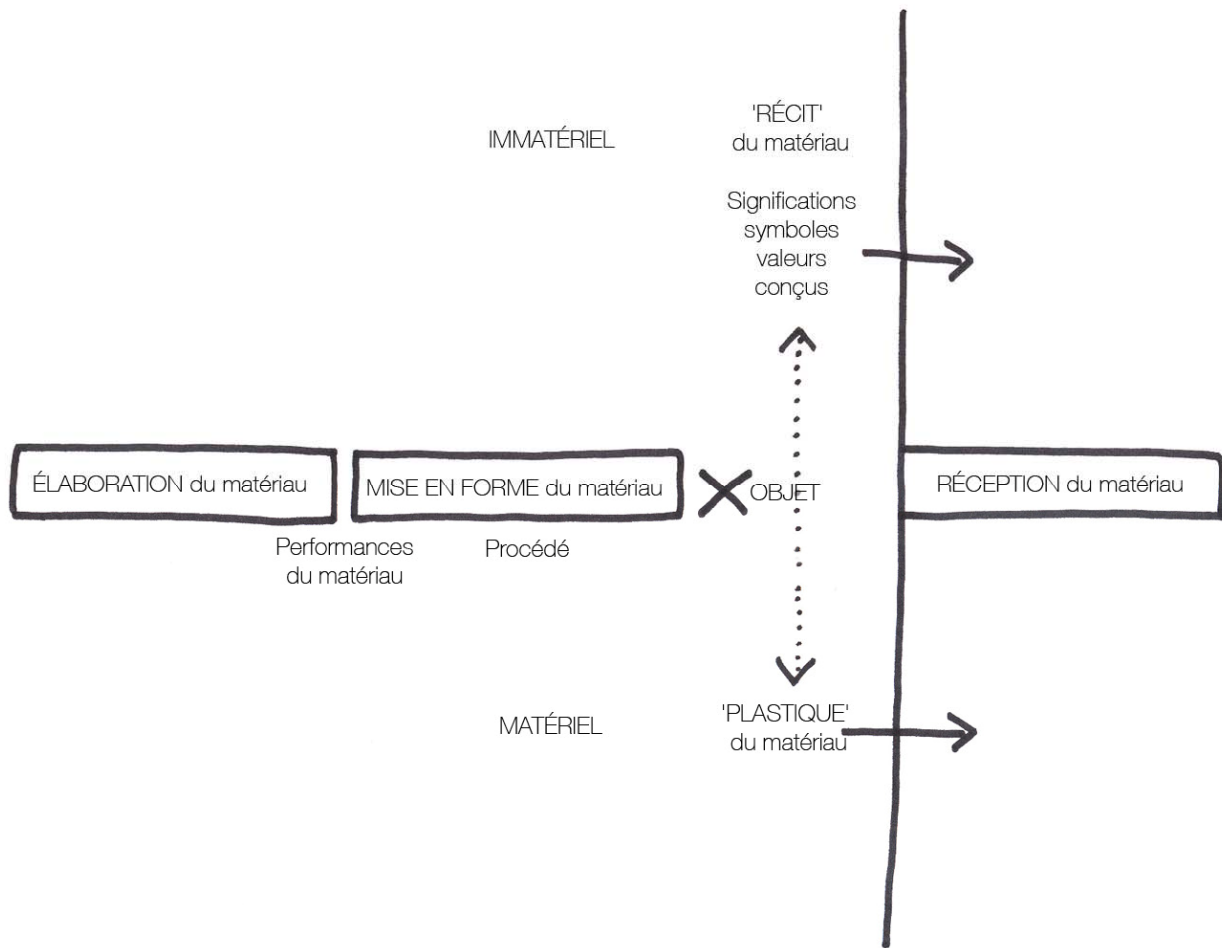 IMMATÉRIEL
'RÉCIT'
du matériau
Significations
symboles
valeurs
conçus
ÉLABORATION du matériau
MISE EN FORME du matériau
OBJET
RÉCEPTION du matériau
Performances
du matériau
Procédé
MATÉRIEL
'PLASTIQUE'
du matériau